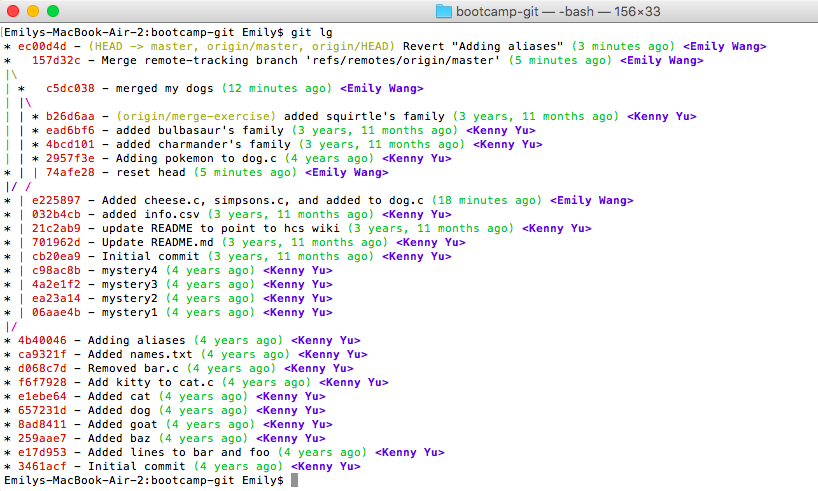 bootcamp-git — -bash — 156×33
[Emilys-MacBook-Air-2:bootcamp-git Emily$ git lg
* ec00d4d - (HEAD -> master, origin/master, origin/HEAD) Revert "Adding aliases" (3 minutes ago) <Emily Wang>
*   157d32c - Merge remote-tracking branch 'refs/remotes/origin/master' (5 minutes ago) <Emily Wang>
|\
| *   c5dc038 - merged my dogs (12 minutes ago) <Emily Wang>
| |\
| | * b26d6aa - (origin/merge-exercise) added squirtle's family (3 years, 11 months ago) <Kenny Yu>
| | * ead6bf6 - added bulbasaur's family (3 years, 11 months ago) <Kenny Yu>
| | * 4bcd101 - added charmander's family (3 years, 11 months ago) <Kenny Yu>
| | * 2957f3e - Adding pokemon to dog.c (4 years ago) <Kenny Yu>
* | | 74afe28 - reset head (5 minutes ago) <Emily Wang>
|/ /
* | e225897 - Added cheese.c, simpsons.c, and added to dog.c (18 minutes ago) <Emily Wang>
* | 032b4cb - added info.csv (3 years, 11 months ago) <Kenny Yu>
* | 21c2ab9 - update README to point to hcs wiki (3 years, 11 months ago) <Kenny Yu>
* | 701962d - Update README.md (3 years, 11 months ago) <Kenny Yu>
* | cb20ea9 - Initial commit (3 years, 11 months ago) <Kenny Yu>
* | c98ac8b - mystery4 (4 years ago) <Kenny Yu>
* | 4a2e1f2 - mystery3 (4 years ago) <Kenny Yu>
* | ea23a14 - mystery2 (4 years ago) <Kenny Yu>
* | 06aae4b - mystery1 (4 years ago) <Kenny Yu>
|/
* 4b40046 - Adding aliases (4 years ago) <Kenny Yu>
* ca9321f - Added names.txt (4 years ago) <Kenny Yu>
* d068c7d - Removed bar.c (4 years ago) <Kenny Yu>
* f6f7928 - Add kitty to cat.c (4 years ago) <Kenny Yu>
* e1ebe64 - Added cat (4 years ago) <Kenny Yu>
* 657231d - Added dog (4 years ago) <Kenny Yu>
* 8ad8411 - Added goat (4 years ago) <Kenny Yu>
* 259aae7 - Added baz (4 years ago) <Kenny Yu>
* e17d953 - Added lines to bar and foo (4 years ago) <Kenny Yu>
* 3461acf - Initial commit (4 years ago) <Kenny Yu>
Emilys-MacBook-Air-2:bootcamp-git Emily$